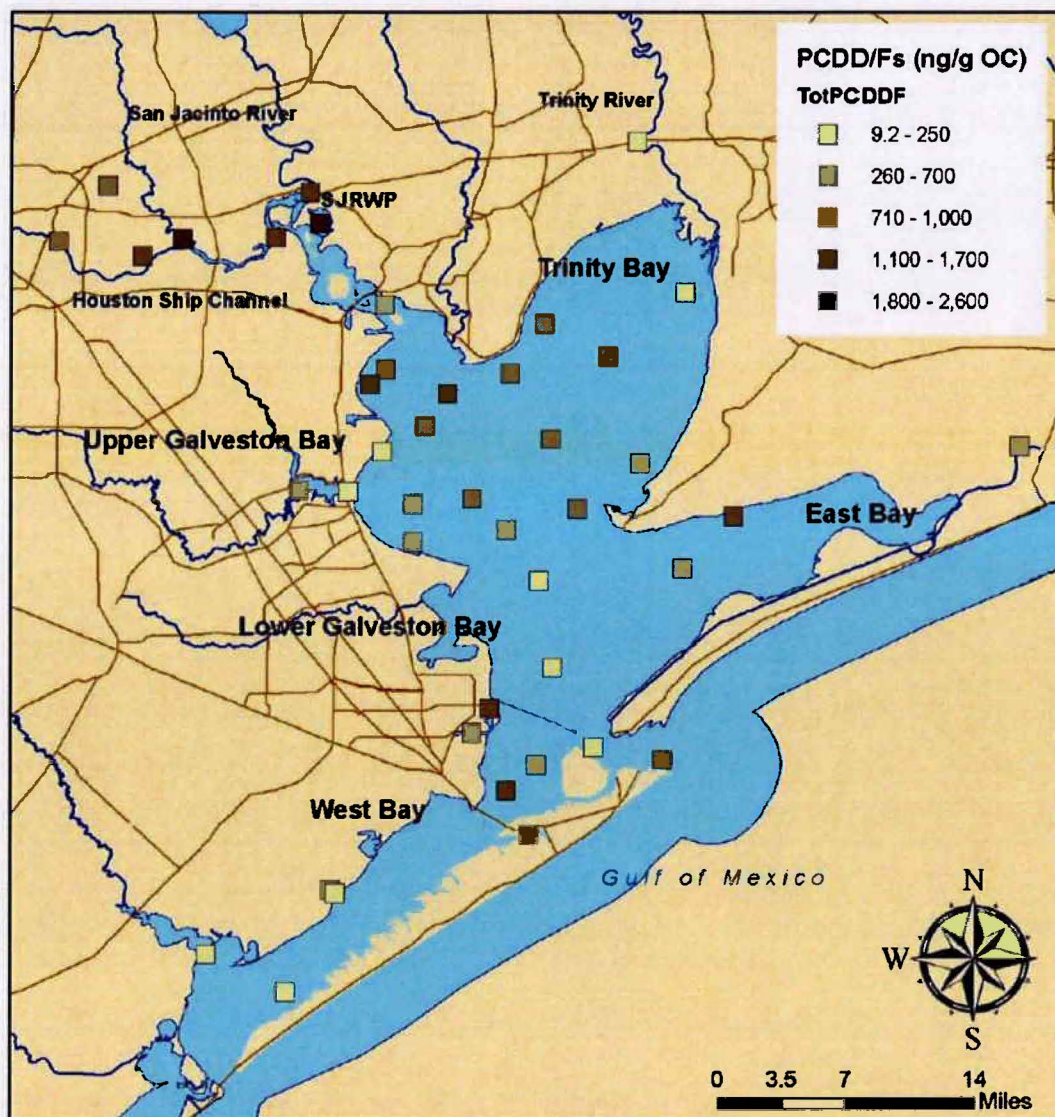 PCDD/Fs (ng/g OC)
TotPCDDF
9.2 - 250
260 - 700
710 - 1,000
1,100 - 1,700
1,800 - 2,600
San Jacinto River
Trinity River
SJRWP
Trinity Bay
Houston Ship Channel
Upper Galveston Bay
East Bay
Lower Galveston Bay
West Bay
Gulf of Mexico
N
W
S
0 3.5 7 14
Miles